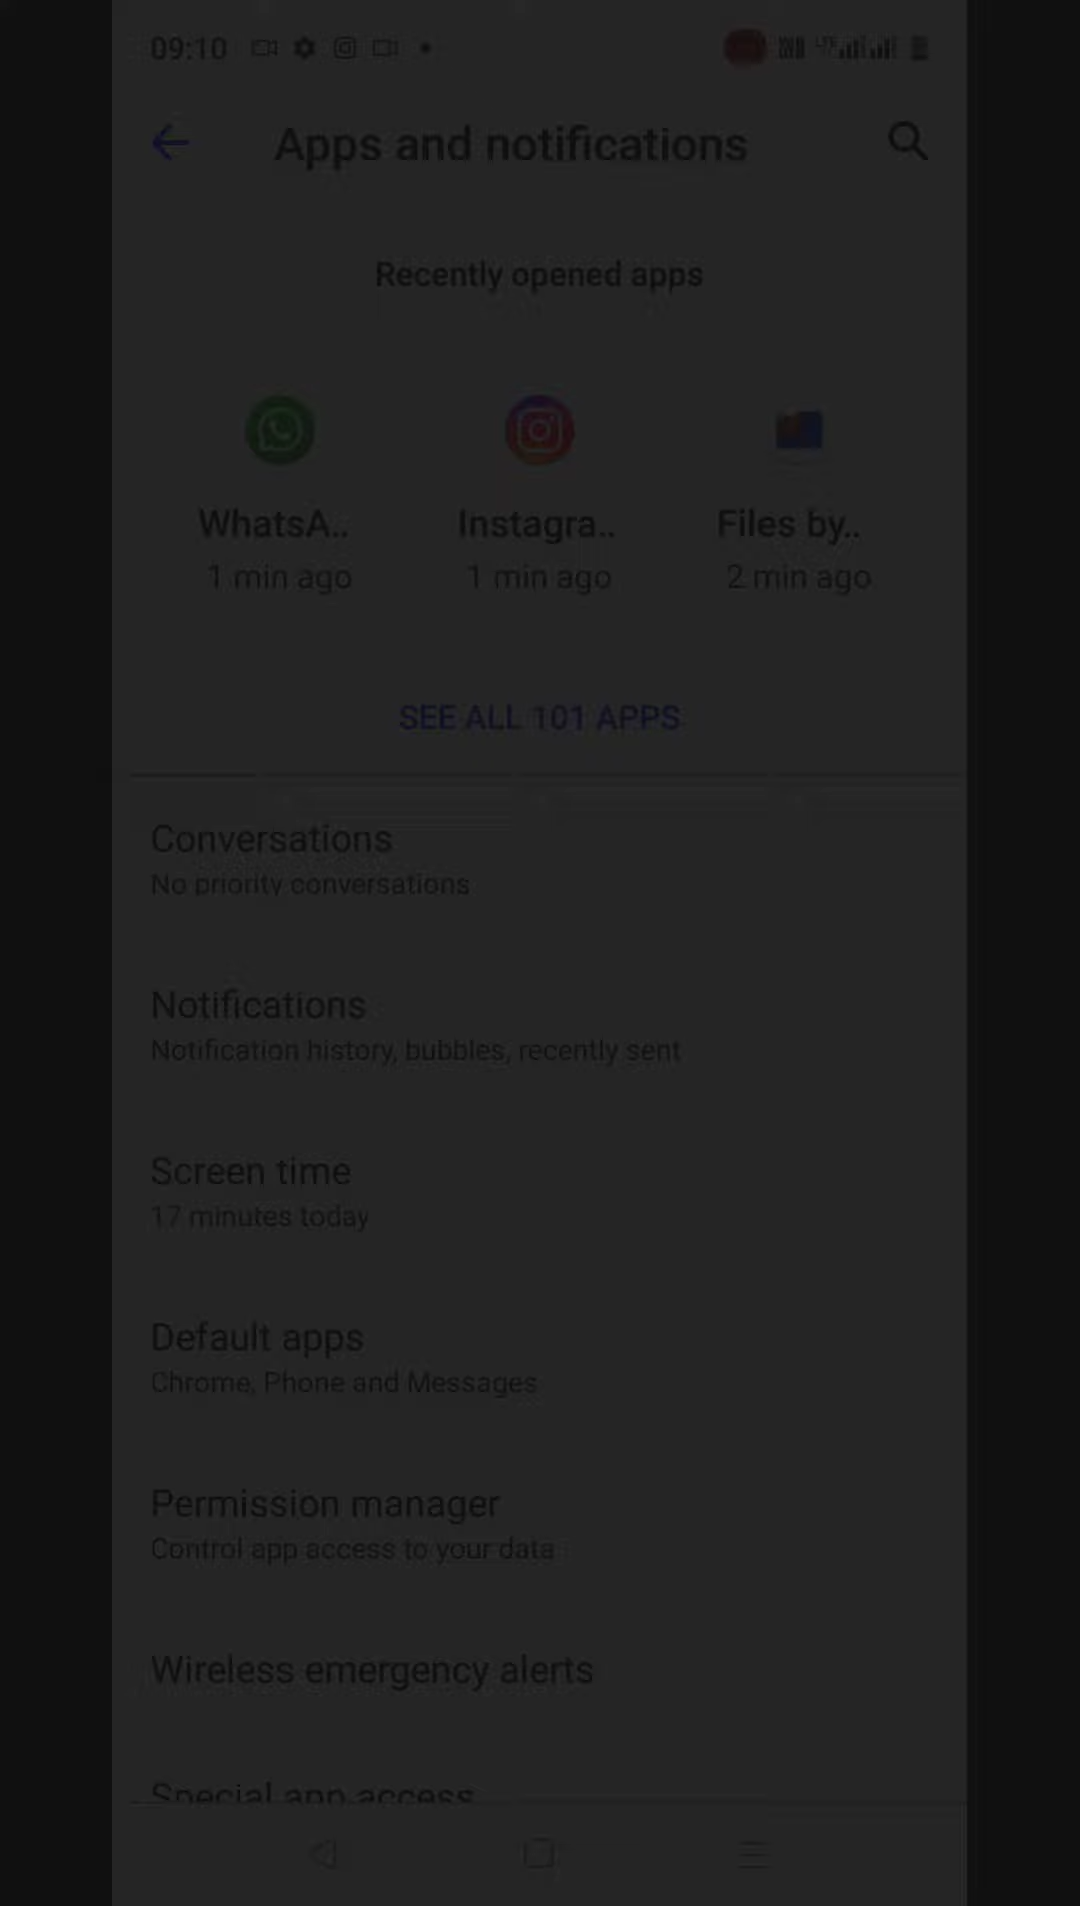 09:10
Apps and notifications
Recently opened apps
WhatsA.. Instagra.. Files by..
1 min ago 1 min ago 2 min ago
SEE ALL 101 APPS
Conversations
No priority conversations
Notifications
Notification history, bubbles, recently sent
Screen time
17 minutes today
Default apps
Chrome, Phone and Messages
Permission manager
Control app access to your data
Wireless emergency alerts
Special app access